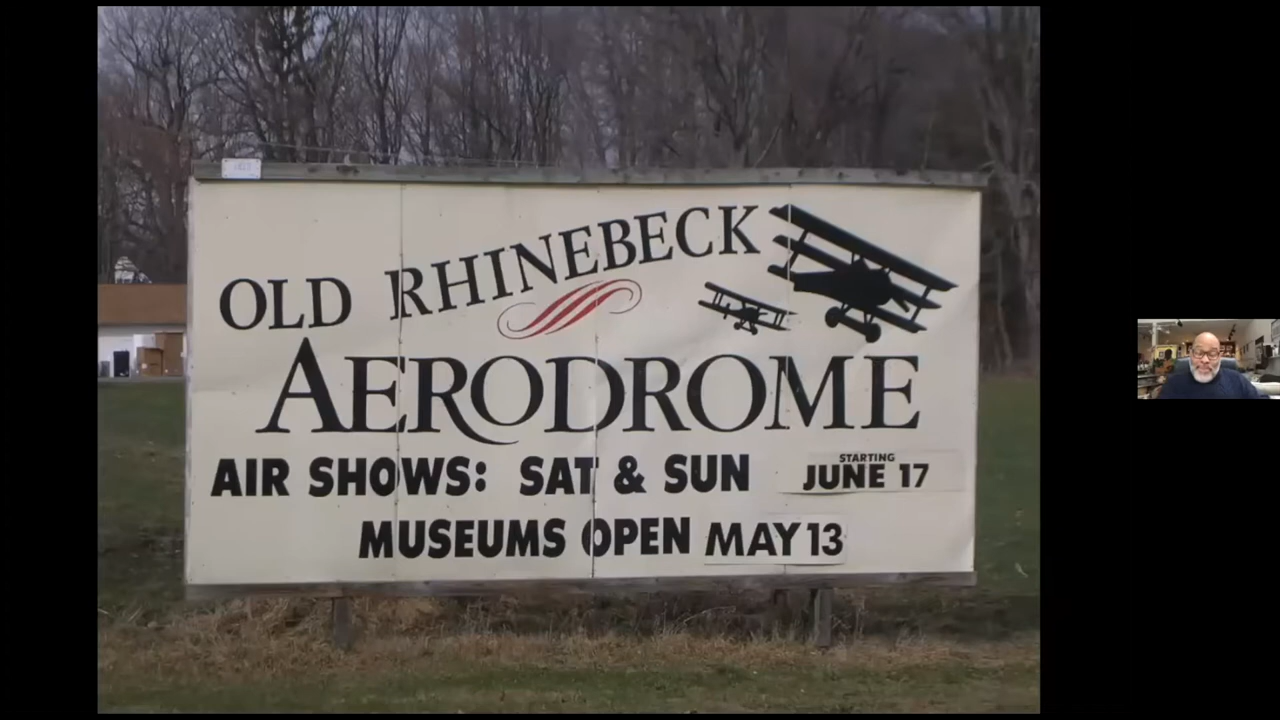 OLD RHINEBECK
AERODROME
AIR SHOWS: SAT & SUN STARTING JUNE 17
MUSEUMS OPEN MAY 13